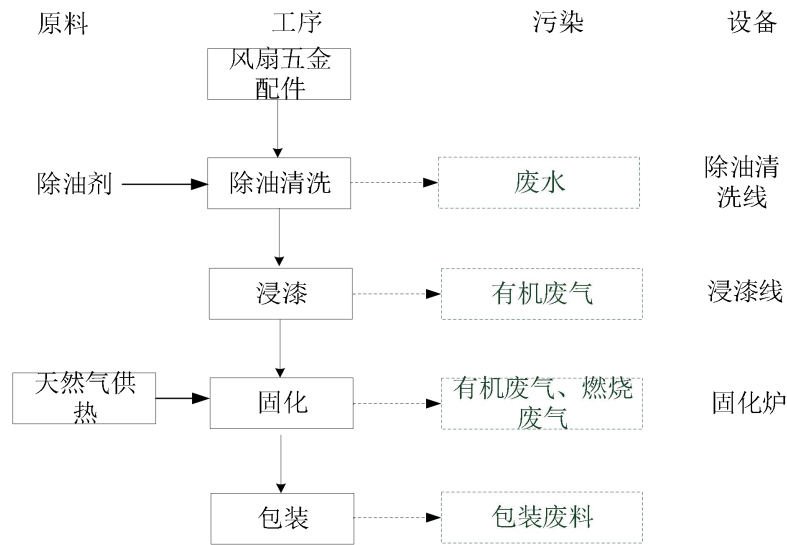 原料 工序 污染 设备
风扇五金
配件
除油剂 除油清洗 废水 除油清
洗线
浸漆 有机废气 浸漆线
天然气供
热
固化 有机废气、燃烧
废气
固化炉
包装 包装废料